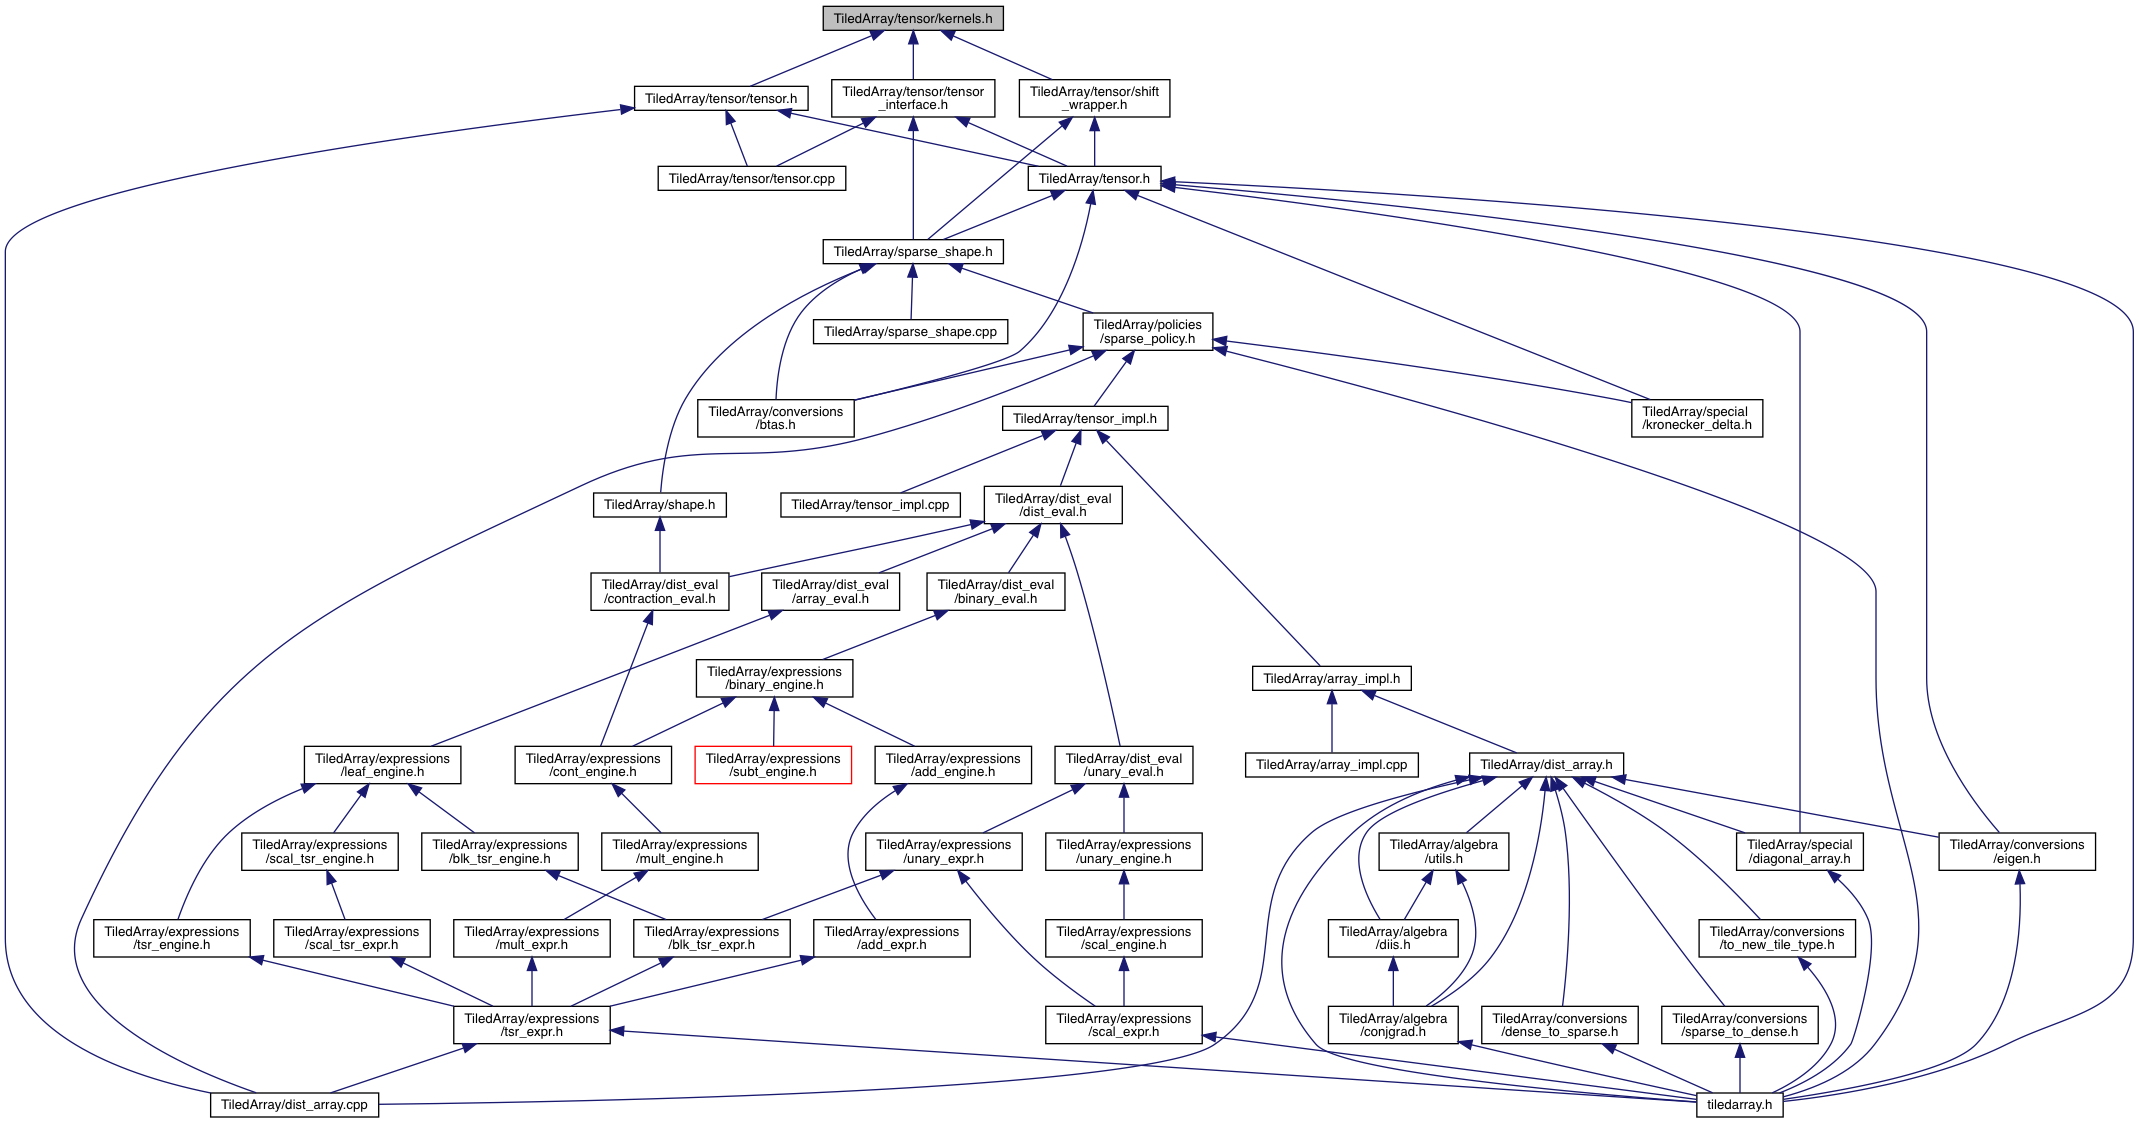 TiledArray/tensor/kernels.h
TiledArray/tensor/tensor.h
TiledArray/tensor/tensor
_interface.h
TiledArray/tensor/shift
_wrapper.h
TiledArray/tensor/tensor.cpp
TiledArray/tensor.h
TiledArray/sparse_shape.h
TiledArray/sparse_shape.cpp
TiledArray/policies
/sparse_policy.h
TiledArray/conversions
/btas.h
TiledArray/tensor_impl.h
TiledArray/special
/kronecker_delta.h
TiledArray/shape.h
TiledArray/tensor_impl.cpp
TiledArray/dist_eval
/dist_eval.h
TiledArray/dist_eval
/contraction_eval.h
TiledArray/dist_eval
/array_eval.h
TiledArray/dist_eval
/binary_eval.h
TiledArray/expressions
/binary_engine.h
TiledArray/array_impl.h
TiledArray/expressions
/leaf_engine.h
TiledArray/expressions
/cont_engine.h
TiledArray/expressions
/subt_engine.h
TiledArray/expressions
/add_engine.h
TiledArray/dist_eval
/unary_eval.h
TiledArray/array_impl.cpp
TiledArray/dist_array.h
TiledArray/expressions
/scal_tsr_engine.h
TiledArray/expressions
/blk_tsr_engine.h
TiledArray/expressions
/mult_engine.h
TiledArray/expressions
/unary_expr.h
TiledArray/expressions
/unary_engine.h
TiledArray/algebra
/utils.h
TiledArray/special
/diagonal_array.h
TiledArray/conversions
/eigen.h
TiledArray/expressions
/tsr_engine.h
TiledArray/expressions
/scal_tsr_expr.h
TiledArray/expressions
/mult_expr.h
TiledArray/expressions
/blk_tsr_expr.h
TiledArray/expressions
/add_expr.h
TiledArray/expressions
/scal_engine.h
TiledArray/algebra
/diis.h
TiledArray/conversions
/to_new_tile_type.h
TiledArray/expressions
/tsr_expr.h
TiledArray/expressions
/scal_expr.h
TiledArray/algebra
/conjgrad.h
TiledArray/conversions
/dense_to_sparse.h
TiledArray/conversions
/sparse_to_dense.h
TiledArray/dist_array.cpp
tiledarray.h